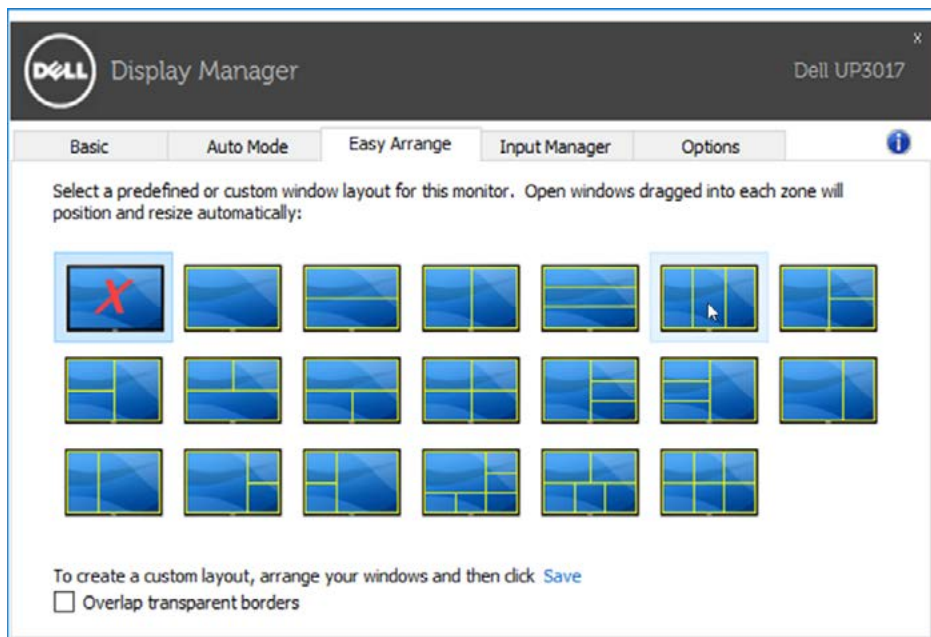 DELL Display Manager
x
Dell UP3017
Basic Auto Mode Easy Arrange Input Manager Options
i
Select a predefined or custom window layout for this monitor. Open windows dragged into each zone will
position and resize automatically:
X
To create a custom layout, arrange your windows and then click Save
Overlap transparent borders